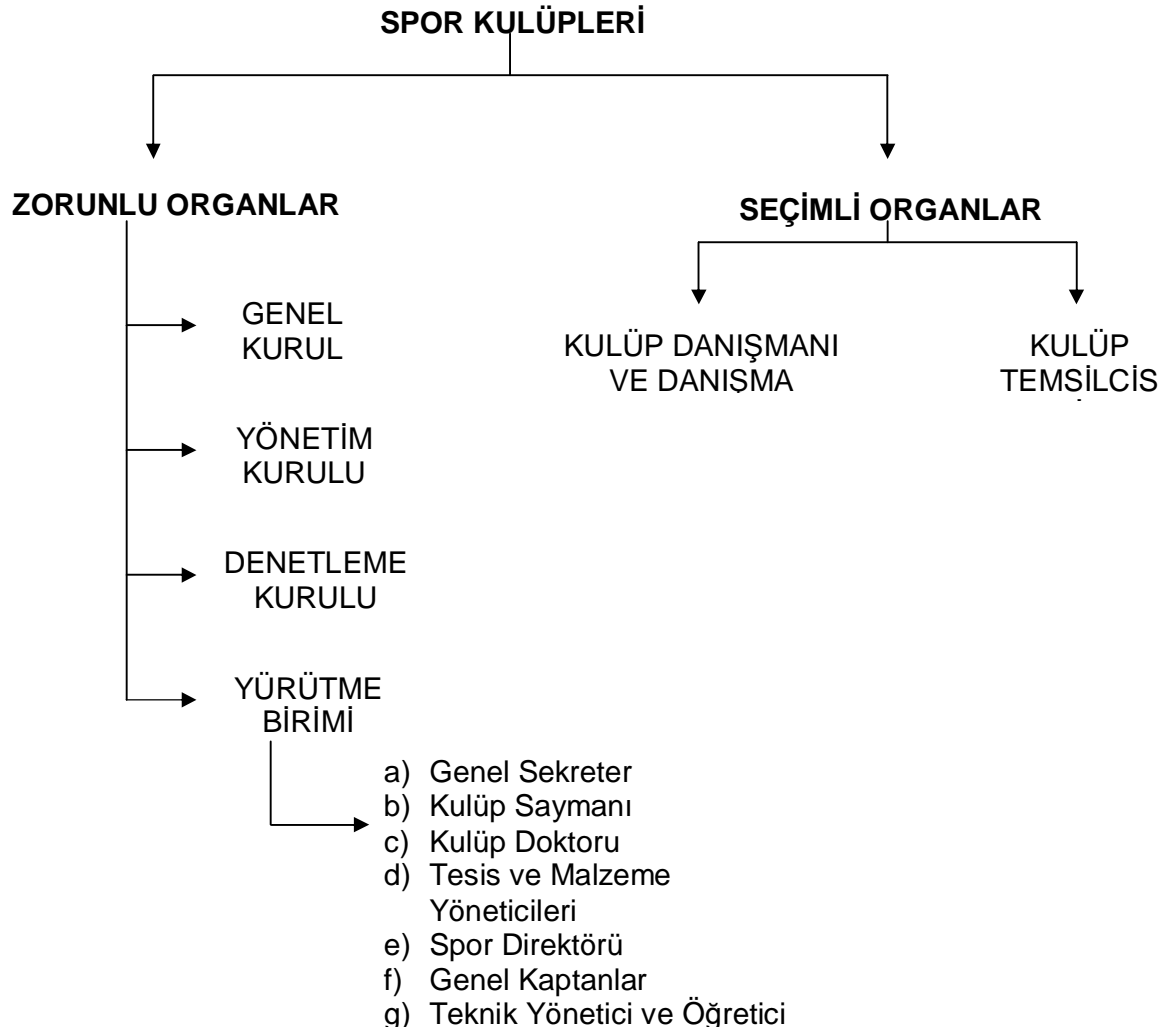 SPOR KULÜPLERİ
ZORUNLU ORGANLAR
SEÇİMLİ ORGANLAR
GENEL
KURUL
KULÜP DANIŞMANI
VE DANIŞMA
KULÜP
TEMSİLCİS
YÖNETİM
KURULU
DENETLEME
KURULU
YÜRÜTME
BİRİMİ
a) Genel Sekreter
b) Kulüp Saymanı
c) Kulüp Doktoru
d) Tesis ve Malzeme
Yöneticileri
e) Spor Direktörü
f) Genel Kaptanlar
g) Teknik Yönetici ve Öğretici